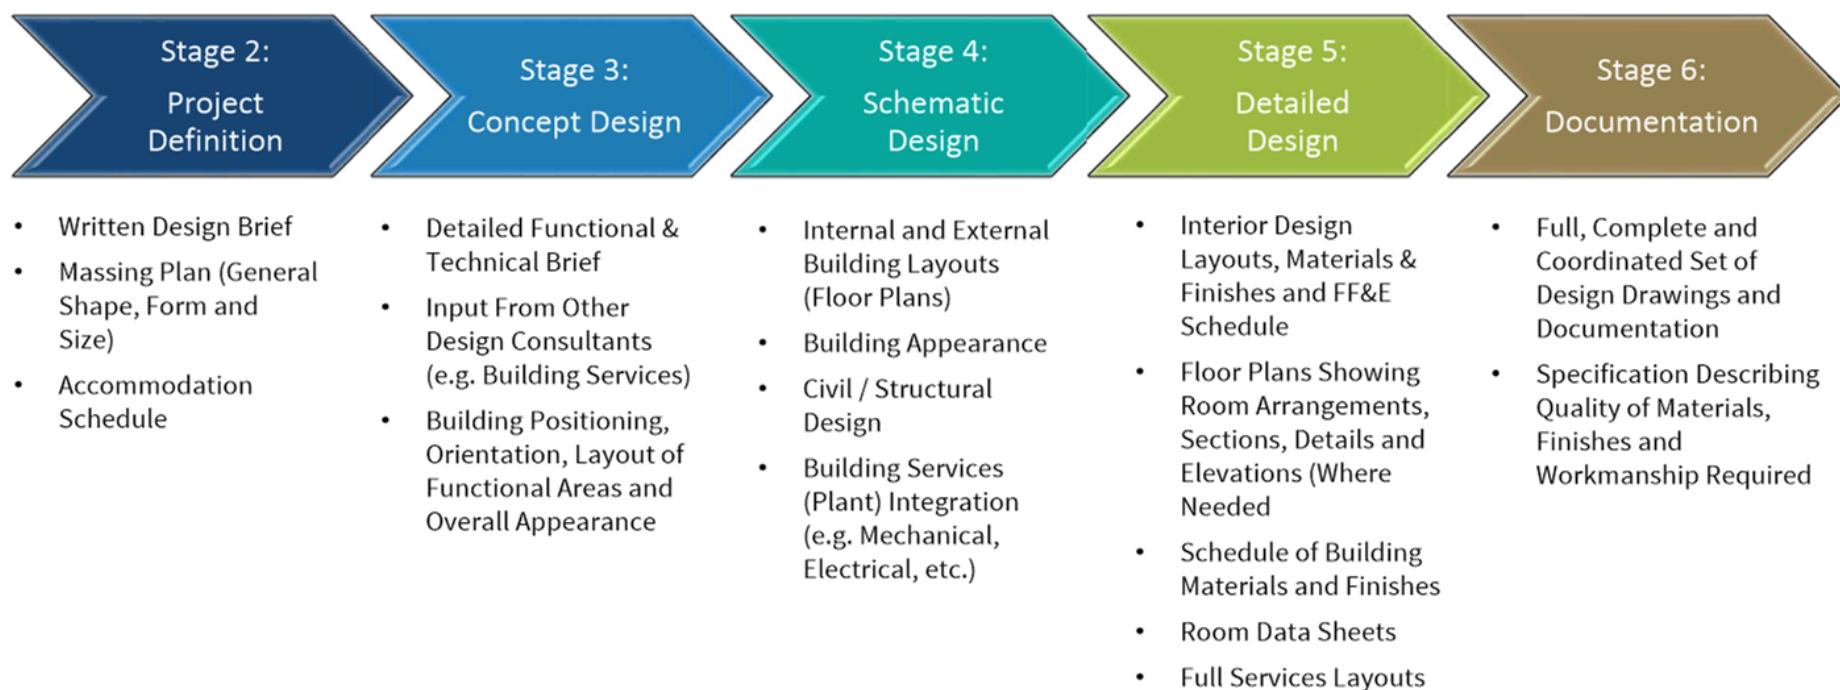 Stage 2:
Project
Definition
• Written Design Brief
• Massing Plan (General
Shape, Form and
Size)
• Accommodation
Schedule
Stage 3:
Concept Design
• Detailed Functional &
Technical Brief
• Input From Other
Design Consultants
(e.g. Building Services)
• Building Positioning,
Orientation, Layout of
Functional Areas and
Overall Appearance
Stage 4:
Schematic
Design
• Internal and External
Building Layouts
(Floor Plans)
• Building Appearance
• Civil / Structural
Design
• Building Services
(Plant) Integration
(e.g. Mechanical,
Electrical, etc.)
Stage 5:
Detailed
Design
• Interior Design
Layouts, Materials &
Finishes and FF&E
Schedule
• Floor Plans Showing
Room Arrangements,
Sections, Details and
Elevations (Where
Needed
• Schedule of Building
Materials and Finishes
• Room Data Sheets
• Full Services Layouts
Stage 6:
Documentation
• Full, Complete and
Coordinated Set of
Design Drawings and
Documentation
• Specification Describing
Quality of Materials,
Finishes and
Workmanship Required